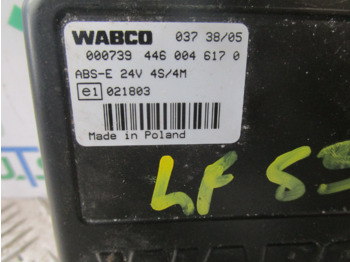 WABCO 037 38/05
000739 446 004 617 0
ABS-E 24V 4S/4M
e1 021803
Made in Poland
LF 55